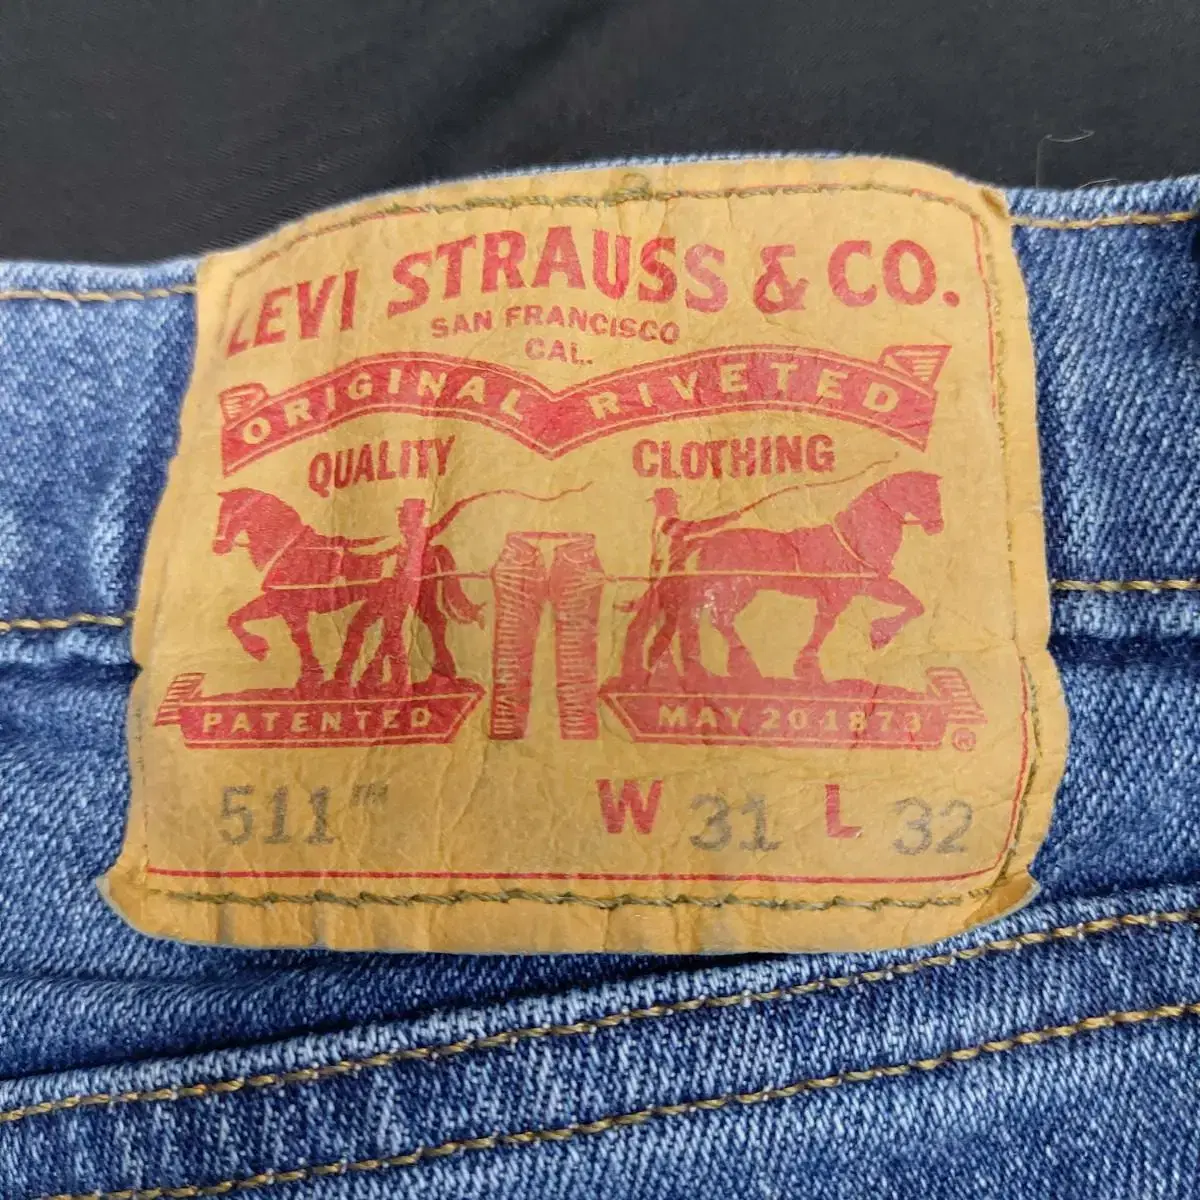 LEVI STRAUSS & CO.
SAN FRANCISCO
CAL.
ORIGINAL RIVETED
QUALITY CLOTHING
PATENTED MAY 20 1873 ®
511™ W 31 L 32